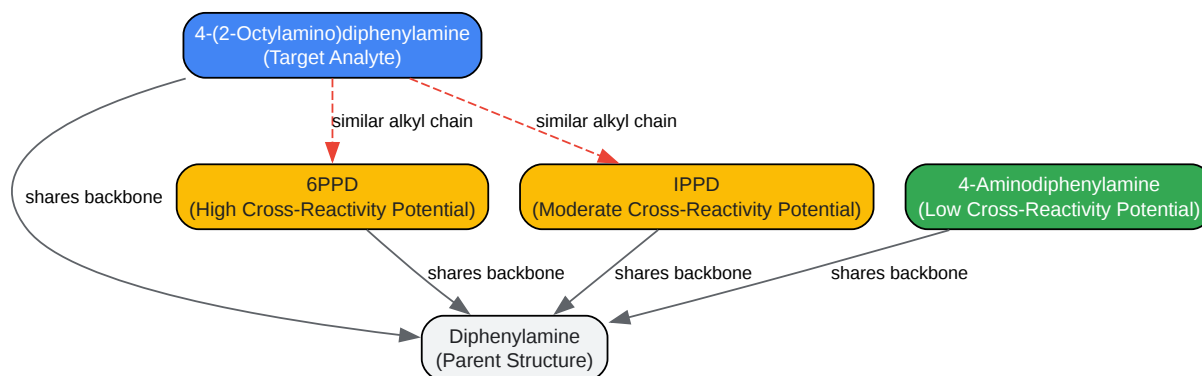 4-(2-Octylamino)diphenylamine
(Target Analyte)
similar alkyl chain
similar alkyl chain
shares backbone
6PPD
(High Cross-Reactivity Potential)
IPPD
(Moderate Cross-Reactivity Potential)
4-Aminodiphenylamine
(Low Cross-Reactivity Potential)
shares backbone
shares backbone
shares backbone
Diphenylamine
(Parent Structure)